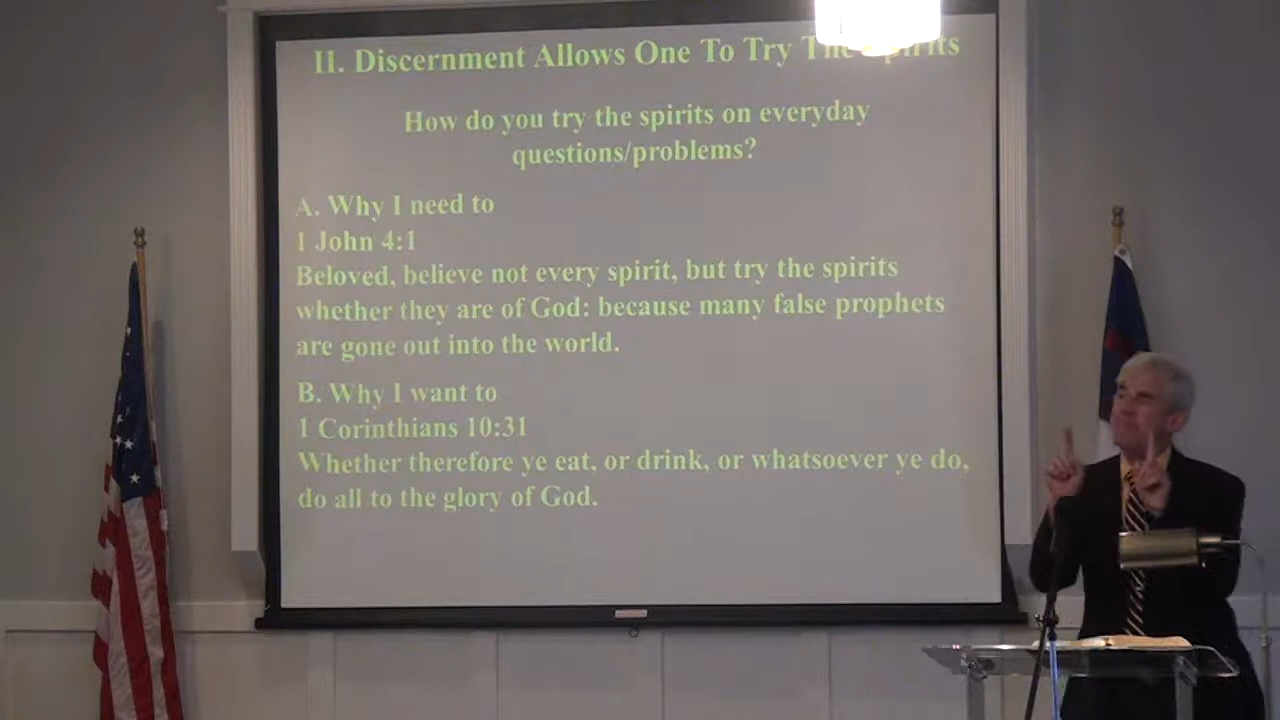 II. Discernment Allows One To Try The Spirits
How do you try the spirits on everyday
questions/problems?
A. Why I need to
1 John 4:1
Beloved, believe not every spirit, but try the spirits
whether they are of God: because many false prophets
are gone out into the world.
B. Why I want to
1 Corinthians 10:31
Whether therefore ye eat, or drink, or whatsoever ye do,
do all to the glory of God.